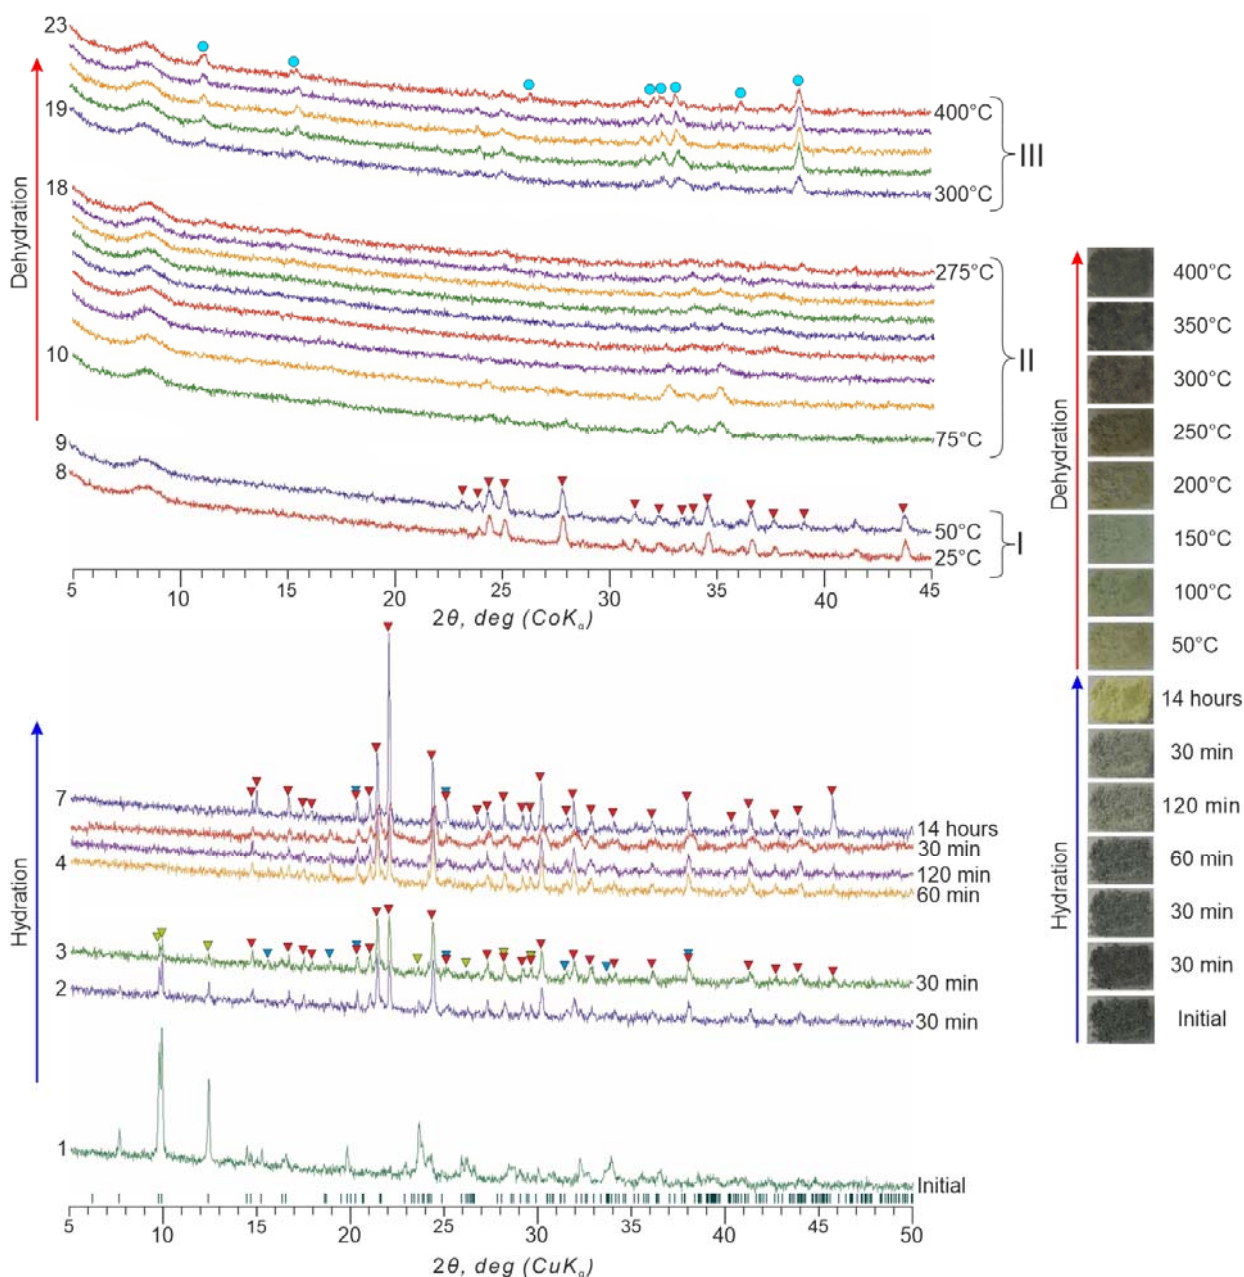 23
19
18
10
9
8
Dehydration
400°C
300°C
III
275°C
75°C
II
50°C
25°C
I
5 10 15 20 25 30 35 40 45
2θ, deg (CoKα)
Hydration
7
4
3
2
1
14 hours
30 min
120 min
60 min
30 min
30 min
Initial
5 10 15 20 25 30 35 40 45 50
2θ, deg (CuKα)
Dehydration
Hydration
400°C
350°C
300°C
250°C
200°C
150°C
100°C
50°C
14 hours
30 min
120 min
60 min
30 min
30 min
Initial